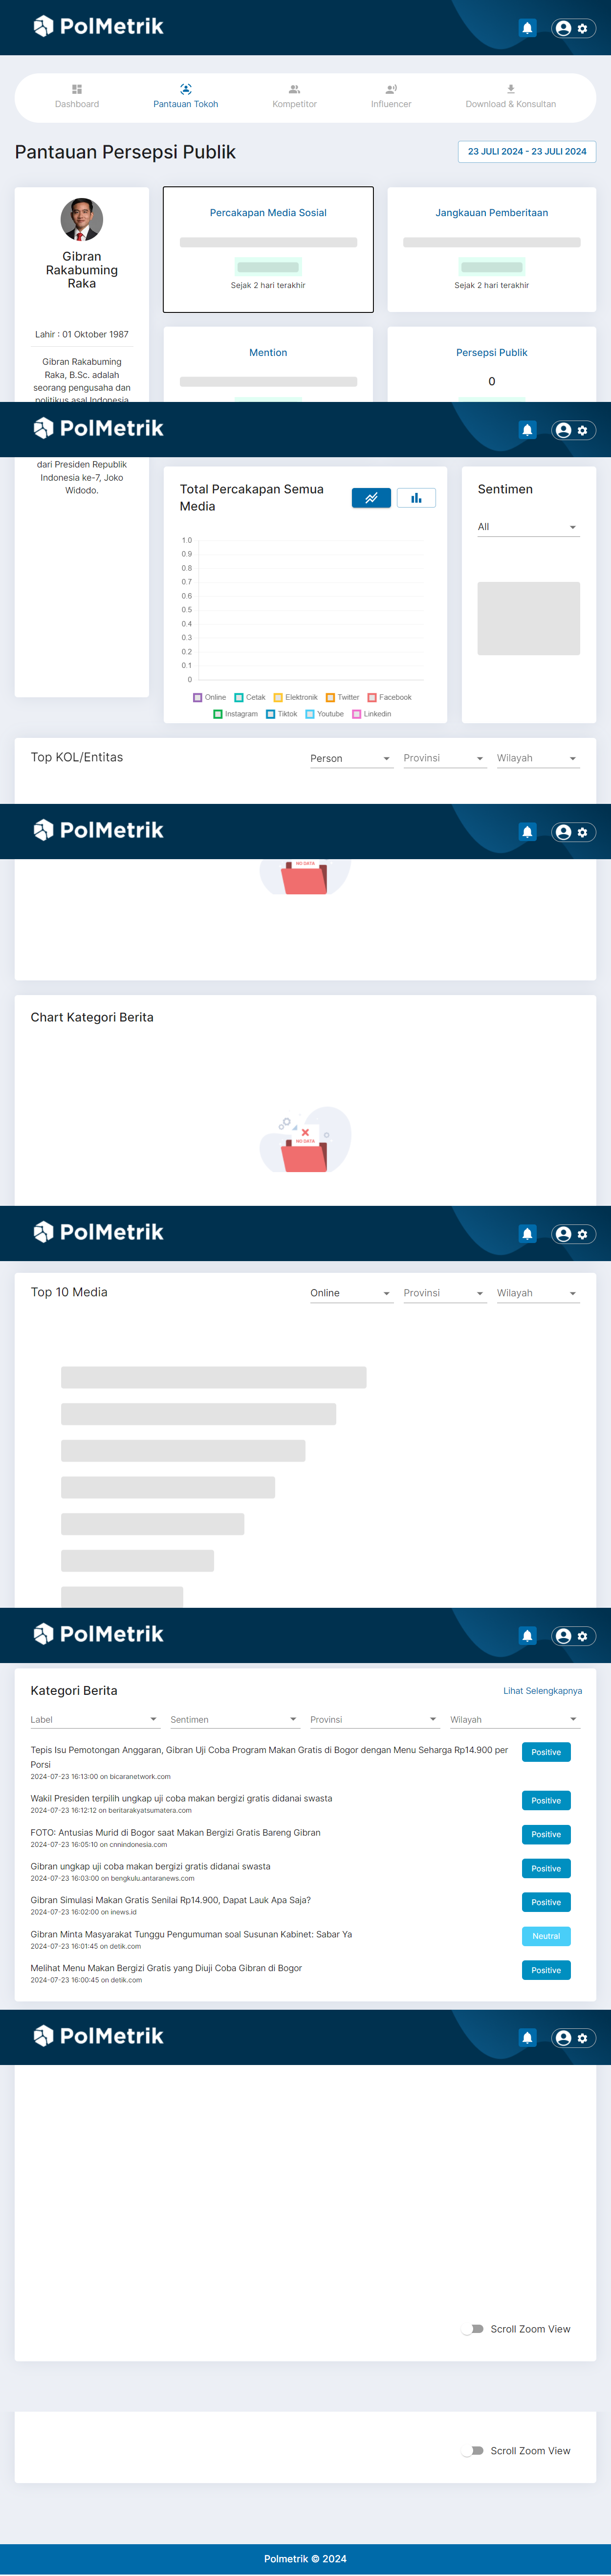 PolMetrik
Dashboard
Pantauan Tokoh
Kompetitor
Influencer
Download & Konsultan
Pantauan Persepsi Publik
23 JULI 2024 - 23 JULI 2024
Gibran
Rakabuming
Raka
Lahir : 01 Oktober 1987
Gibran Rakabuming
Raka, B.Sc. adalah
seorang pengusaha dan
politikus asal Indonesia
Percakapan Media Sosial
Sejak 2 hari terakhir
Jangkauan Pemberitaan
Sejak 2 hari terakhir
Mention
Persepsi Publik
0
PolMetrik
dari Presiden Republik
Indonesia ke-7, Joko
Widodo.
Total Percakapan Semua
Media
1.0
0.9
0.8
0.7
0.6
0.5
0.4
0.3
0.2
0.1
0
Online
Cetak
Elektronik
Twitter
Facebook
Instagram
Tiktok
Youtube
Linkedin
Sentimen
All
Top KOL/Entitas
Person
Provinsi
Wilayah
PolMetrik
NO DATA
Chart Kategori Berita
NO DATA
PolMetrik
Top 10 Media
Online
Provinsi
Wilayah
PolMetrik
Kategori Berita
Lihat Selengkapnya
Label
Sentimen
Provinsi
Wilayah
Tepis Isu Pemotongan Anggaran, Gibran Uji Coba Program Makan Gratis di Bogor dengan Menu Seharga Rp14.900 per
Porsi
2024-07-23 16:13:00 on bicaranetwork.com
Positive
Wakil Presiden terpilih ungkap uji coba makan bergizi gratis didanai swasta
2024-07-23 16:12:12 on beritarakyatsumatera.com
Positive
FOTO: Antusias Murid di Bogor saat Makan Bergizi Gratis Bareng Gibran
2024-07-23 16:05:10 on cnnindonesia.com
Positive
Gibran ungkap uji coba makan bergizi gratis didanai swasta
2024-07-23 16:03:00 on bengkulu.antaranews.com
Positive
Gibran Simulasi Makan Gratis Senilai Rp14.900, Dapat Lauk Apa Saja?
2024-07-23 16:02:00 on inews.id
Positive
Gibran Minta Masyarakat Tunggu Pengumuman soal Susunan Kabinet: Sabar Ya
2024-07-23 16:01:45 on detik.com
Neutral
Melihat Menu Makan Bergizi Gratis yang Diuji Coba Gibran di Bogor
2024-07-23 16:00:45 on detik.com
Positive
PolMetrik
Scroll Zoom View
Scroll Zoom View
Polmetrik © 2024